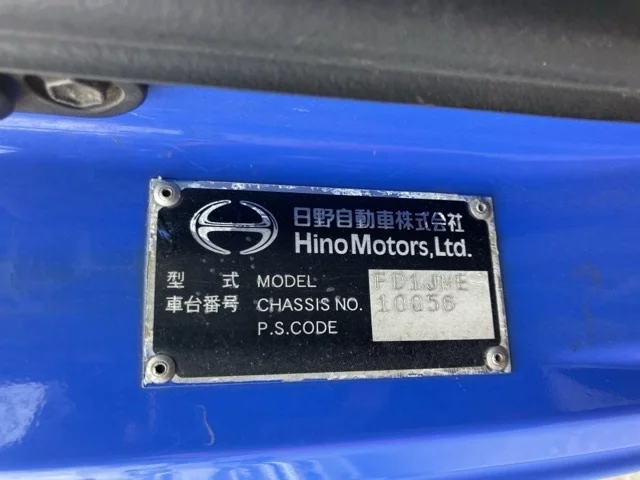 日野自動車株式会社
Hino Motors, Ltd.
型 式 MODEL FD1JWE
車台番号 CHASSIS NO. 10056
P.S.CODE